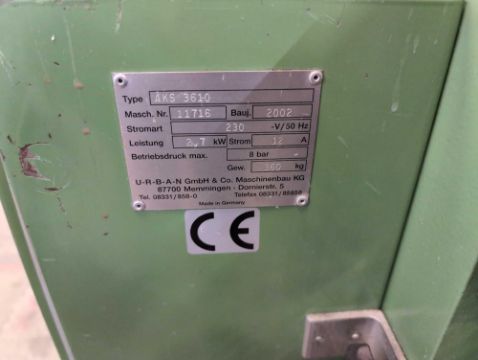 Type AKS 3610
Masch. Nr. 11716 Bauj. 2002
Stromart 230 -V/50 Hz
Leistung 2,7 kW Strom 12 A
Betriebsdruck max. 8 bar
Gew. kg
U-R-B-A-N GmbH & Co. Maschinenbau KG
87700 Memmingen - Dornierstr. 5
Tel. 08331/858-0 Telefax 08331/85858
Made in Germany
CE